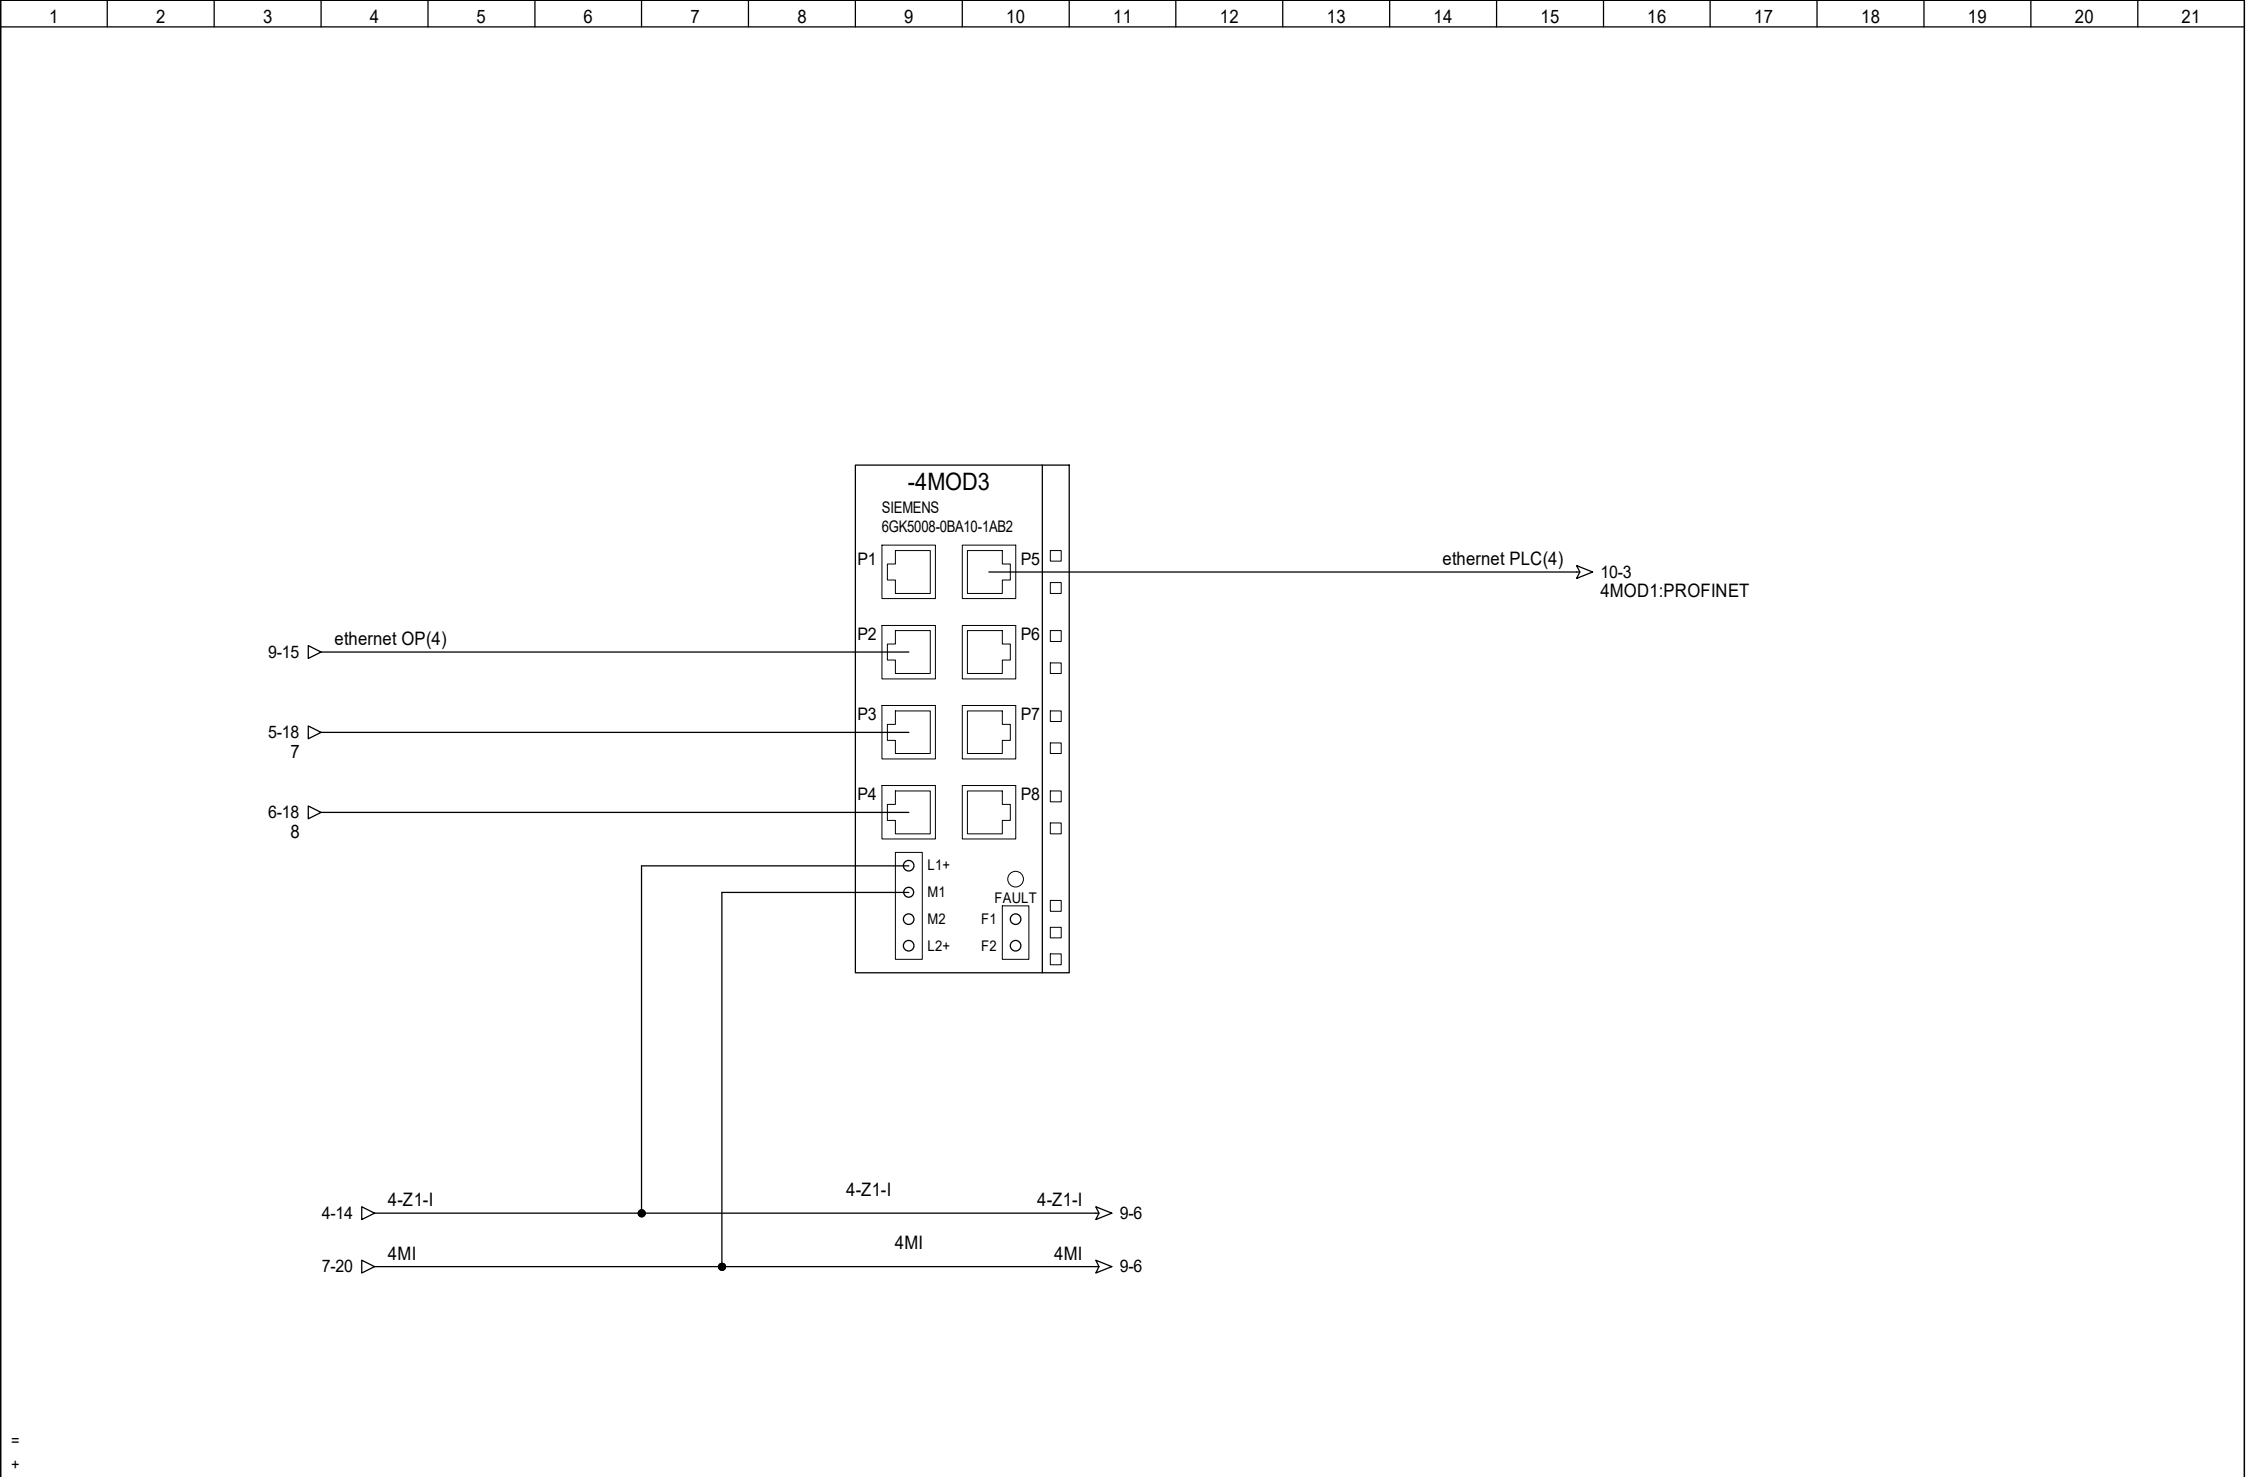 1 2 3 4 5 6 7 8 9 10 11 12 13 14 15 16 17 18 19 20 21
-4MOD3
SIEMENS
6GK5008-0BA10-1AB2
P1 P5
ethernet PLC(4)
10-3
4MOD1:PROFINET
P2 P6
ethernet OP(4)
9-15
P3 P7
5-18
7
P4 P8
6-18
8
L1+
M1
FAULT
M2 F1
L2+ F2
4-Z1-I 4-Z1-I 4-Z1-I
4-14 9-6
4MI 4MI 4MI
7-20 9-6
=
+